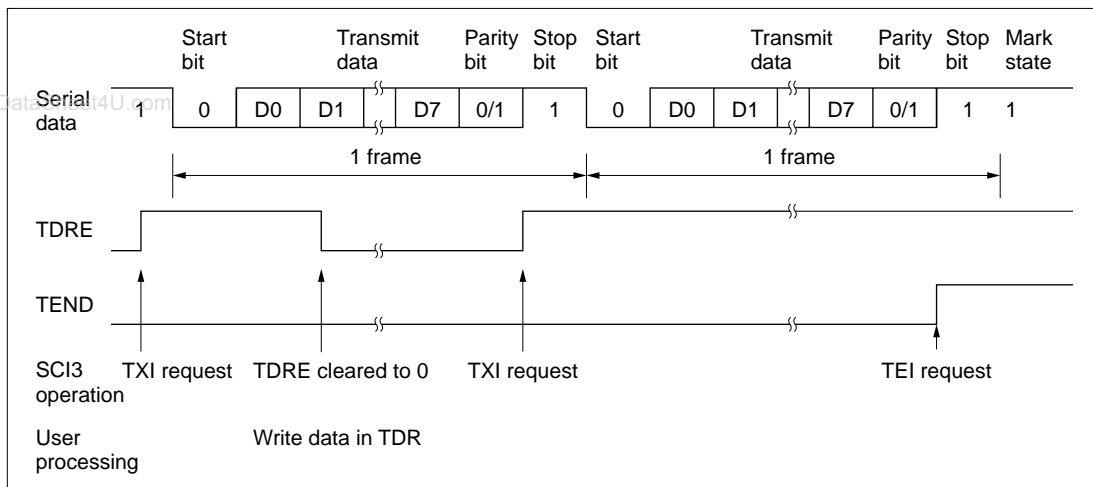 Start bit Transmit data Parity bit Stop bit Start bit Transmit data Parity bit Stop bit Mark state
DataSheet4U.com
Serial data 1 0 D0 D1 D7 0/1 1 0 D0 D1 D7 0/1 1 1
1 frame 1 frame
TDRE
TEND
SCI3 operation TXI request TDRE cleared to 0 TXI request TEI request
User processing Write data in TDR